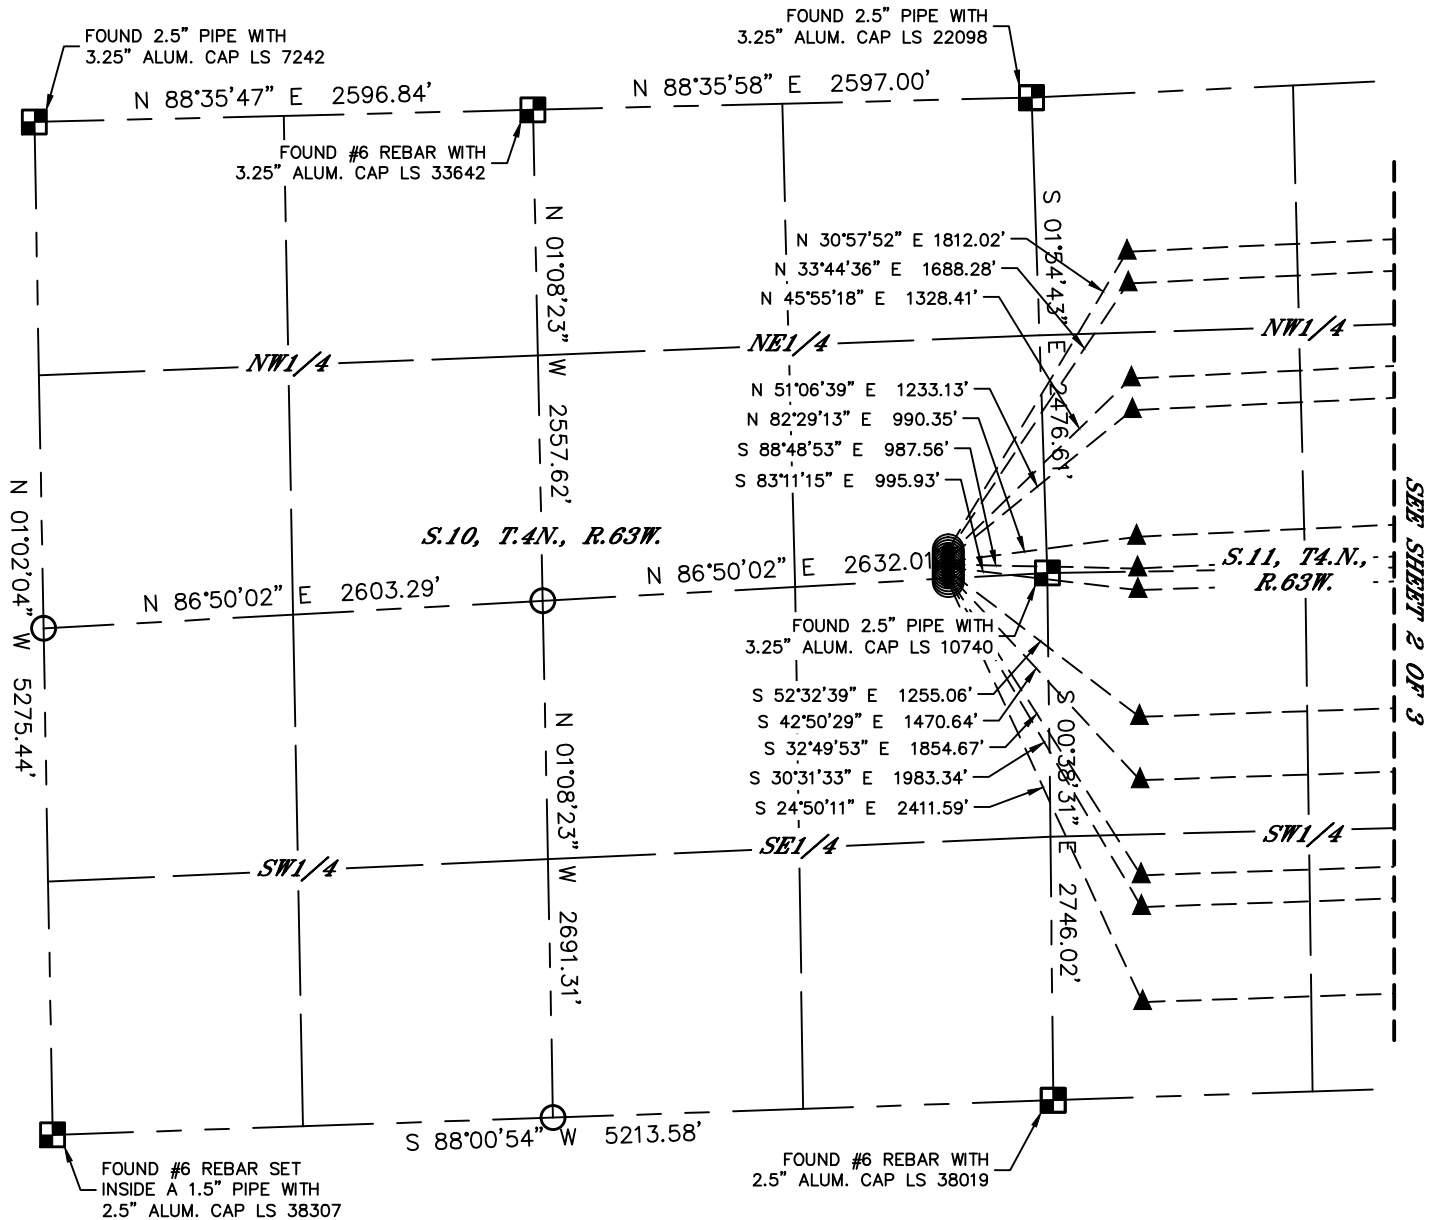 FOUND 2.5" PIPE WITH
3.25" ALUM. CAP LS 7242
FOUND 2.5" PIPE WITH
3.25" ALUM. CAP LS 22098
N 88°35'47" E 2596.84'
N 88°35'58" E 2597.00'
FOUND #6 REBAR WITH
3.25" ALUM. CAP LS 33642
N 01°08'23" W 2557.62'
S 01°54'43" E 2476.61'
N 30°57'52" E 1812.02'
N 33°44'36" E 1688.28'
N 45°55'18" E 1328.41'
NW1/4
NE1/4
NW1/4
N 51°06'39" E 1233.13'
N 82°29'13" E 990.35'
S 88°48'53" E 987.56'
S 83°11'15" E 995.93'
N 01°02'04" W 5275.44'
S.10, T.4N., R.63W.
N 86°50'02" E 2603.29'
N 86°50'02" E 2632.01'
S.11, T4.N.,
R.63W.
SEE SHEET 2 OF 3
FOUND 2.5" PIPE WITH
3.25" ALUM. CAP LS 10740
S 52°32'39" E 1255.06'
S 42°50'29" E 1470.64'
S 32°49'53" E 1854.67'
S 30°31'33" E 1983.34'
S 24°50'11" E 2411.59'
N 01°08'23" W 2691.31'
S 00°38'31" E 2746.02'
SW1/4
SE1/4
SW1/4
S 88°00'54" W 5213.58'
FOUND #6 REBAR SET
INSIDE A 1.5" PIPE WITH
2.5" ALUM. CAP LS 38307
FOUND #6 REBAR WITH
2.5" ALUM. CAP LS 38019